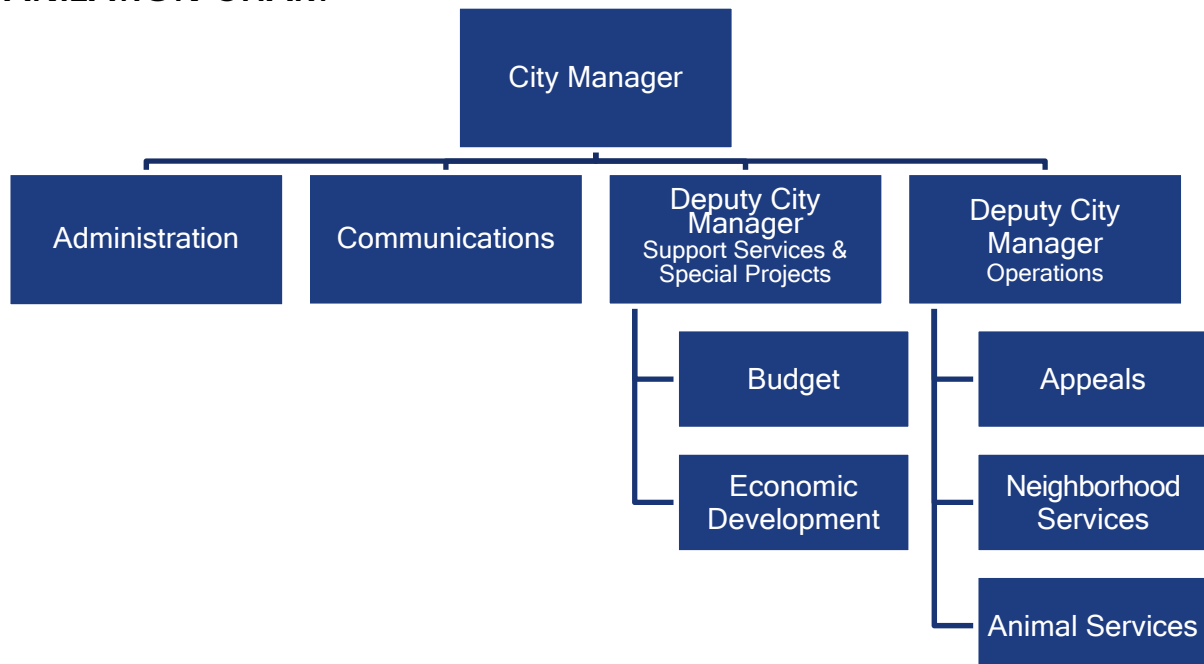 City Manager
Administration
Communications
Deputy City
Manager
Support Services &
Special Projects
Deputy City
Manager
Operations
Budget
Appeals
Economic
Development
Neighborhood
Services
Animal Services